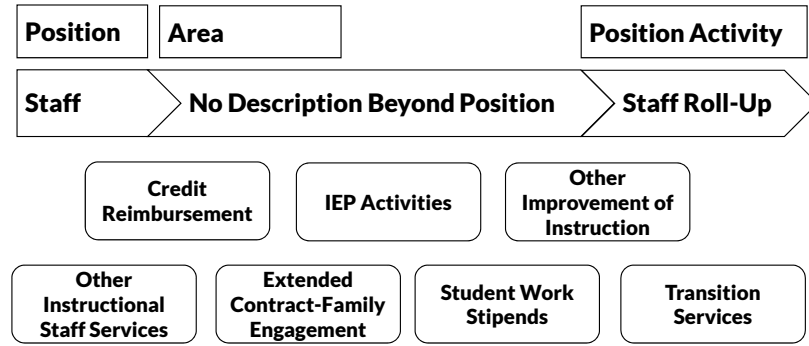 Position
Area
Position Activity
Staff
No Description Beyond Position
Staff Roll-Up
Credit
Reimbursement
IEP Activities
Other
Improvement of
Instruction
Other
Instructional
Staff Services
Extended
Contract-Family
Engagement
Student Work
Stipends
Transition
Services